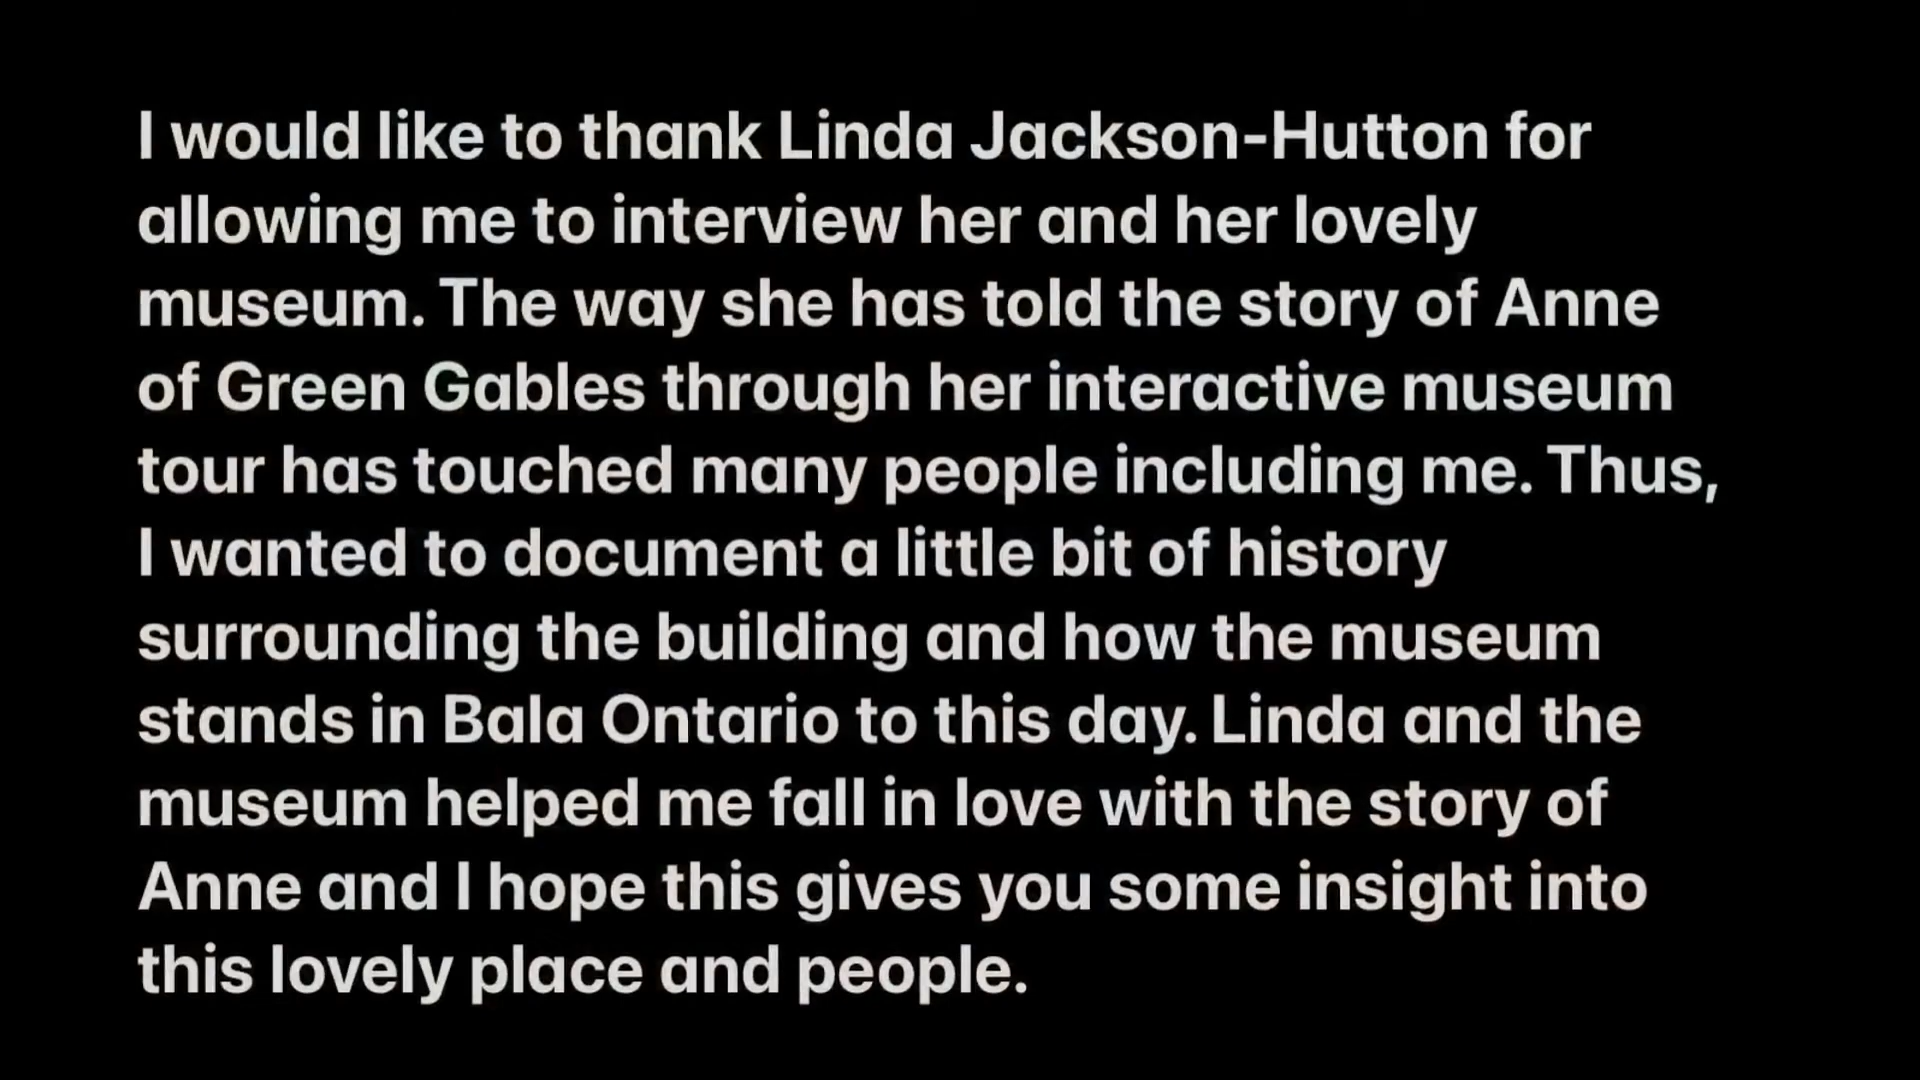 I would like to thank Linda Jackson-Hutton for
allowing me to interview her and her lovely
museum. The way she has told the story of Anne
of Green Gables through her interactive museum
tour has touched many people including me. Thus,
I wanted to document a little bit of history
surrounding the building and how the museum
stands in Bala Ontario to this day. Linda and the
museum helped me fall in love with the story of
Anne and I hope this gives you some insight into
this lovely place and people.